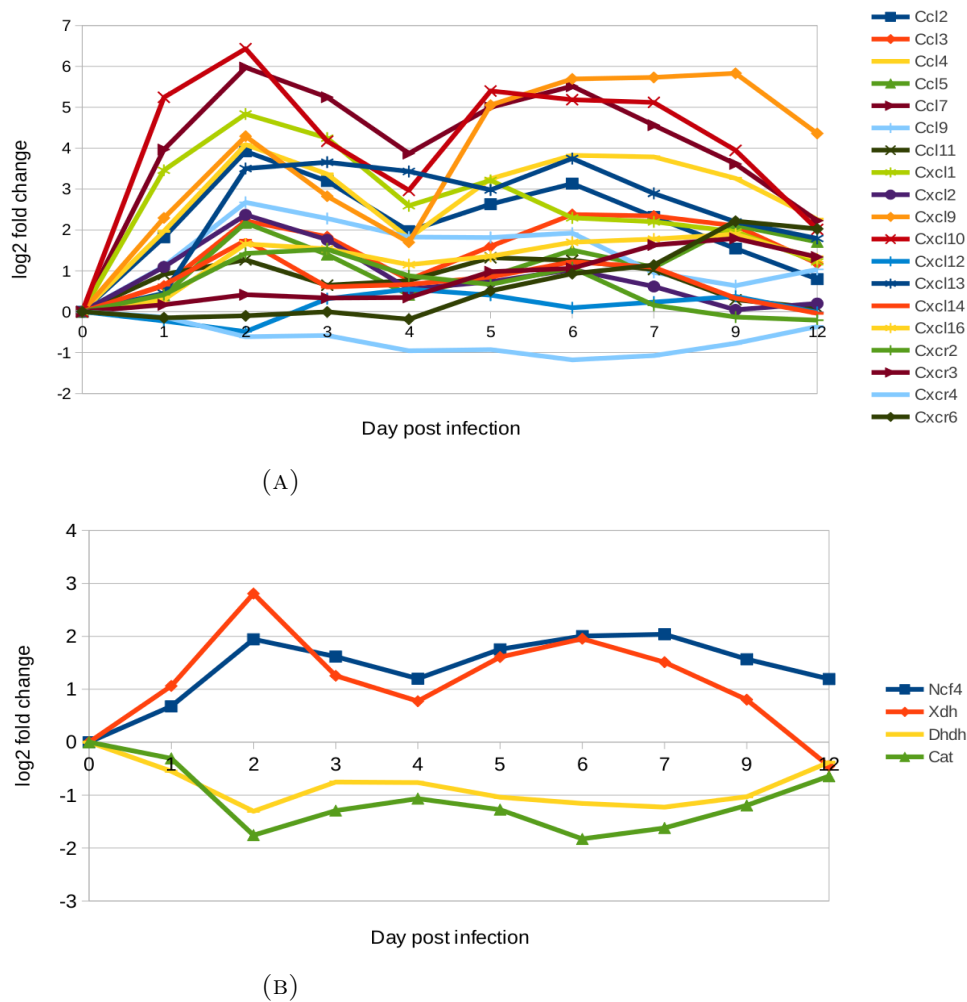 7
6
5
4
3
2
1
0
-1
-2
log2 fold change
0 1 2 3 4 5 6 7 9 12
Day post infection
Ccl2
Ccl3
Ccl4
Ccl5
Ccl7
Ccl9
Ccl11
Cxcl1
Cxcl2
Cxcl9
Cxcl10
Cxcl12
Cxcl13
Cxcl14
Cxcl16
Cxcr2
Cxcr3
Cxcr4
Cxcr6
(A)
4
3
2
1
0
-1
-2
-3
log2 fold change
0 1 2 3 4 5 6 7 9 12
Day post infection
Ncf4
Xdh
Dhdh
Cat
(B)